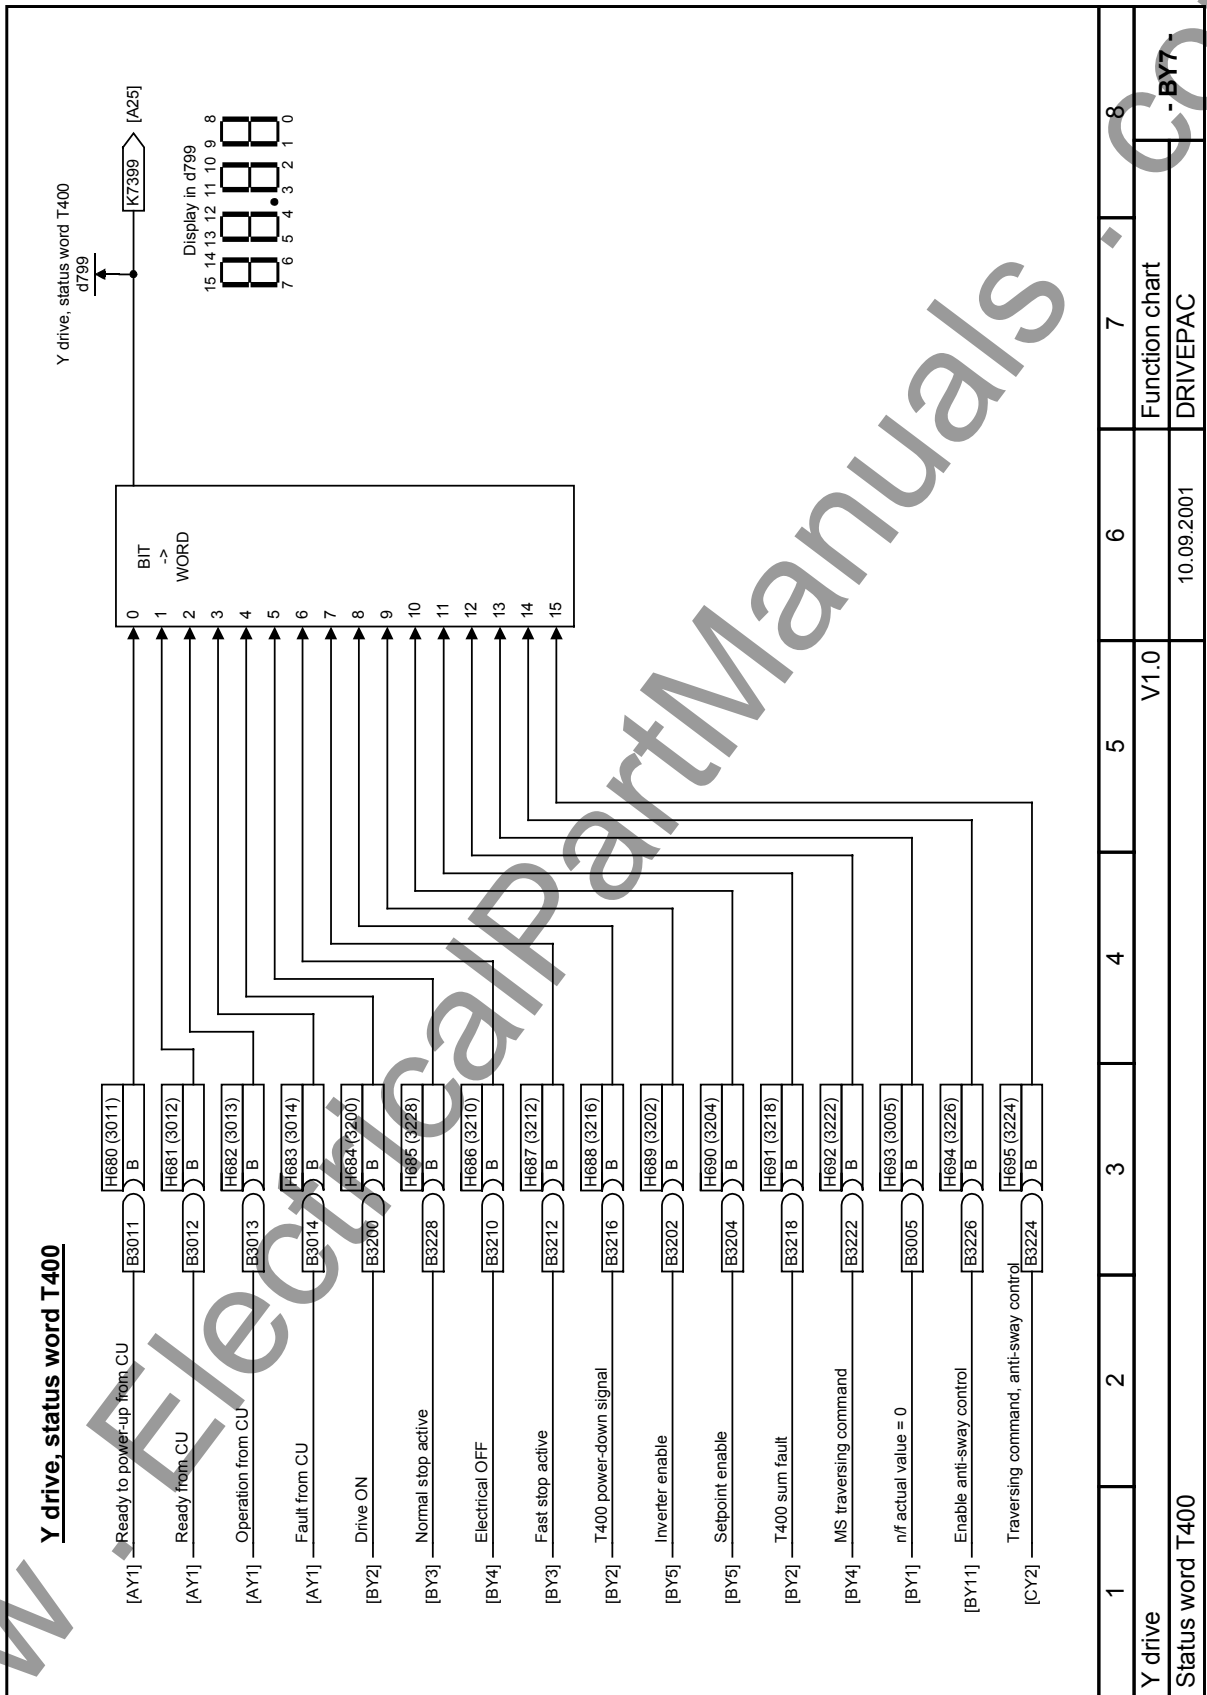 Y drive, status word T400
Y drive, status word T400
d799
K7399 [A25]
Display in d799
15 14 13 12 11 10 9 8
7 6 5 4 3 2 1 0
BIT
->
WORD
0
1
2
3
4
5
6
7
8
9
10
11
12
13
14
15
[AY1] Ready to power-up from CU B3011 H680 (3011) B
[AY1] Ready from CU B3012 H681 (3012) B
[AY1] Operation from CU B3013 H682 (3013) B
[AY1] Fault from CU B3014 H683 (3014) B
[BY2] Drive ON B3200 H684 (3200) B
[BY3] Normal stop active B3228 H685 (3228) B
[BY4] Electrical OFF B3210 H686 (3210) B
[BY3] Fast stop active B3212 H687 (3212) B
[BY2] T400 power-down signal B3216 H688 (3216) B
[BY5] Inverter enable B3202 H689 (3202) B
[BY5] Setpoint enable B3204 H690 (3204) B
[BY2] T400 sum fault B3218 H691 (3218) B
[BY4] MS traversing command B3222 H692 (3222) B
[BY1] n/f actual value = 0 B3005 H693 (3005) B
[BY11] Enable anti-sway control B3226 H694 (3226) B
[CY2] Traversing command, anti-sway control B3224 H695 (3224) B
1 2 3 4 5 6 7 8
Y drive V1.0 Function chart - BY7 -
Status word T400 10.09.2001 DRIVEPAC
w . ElectricalPartManuals . co